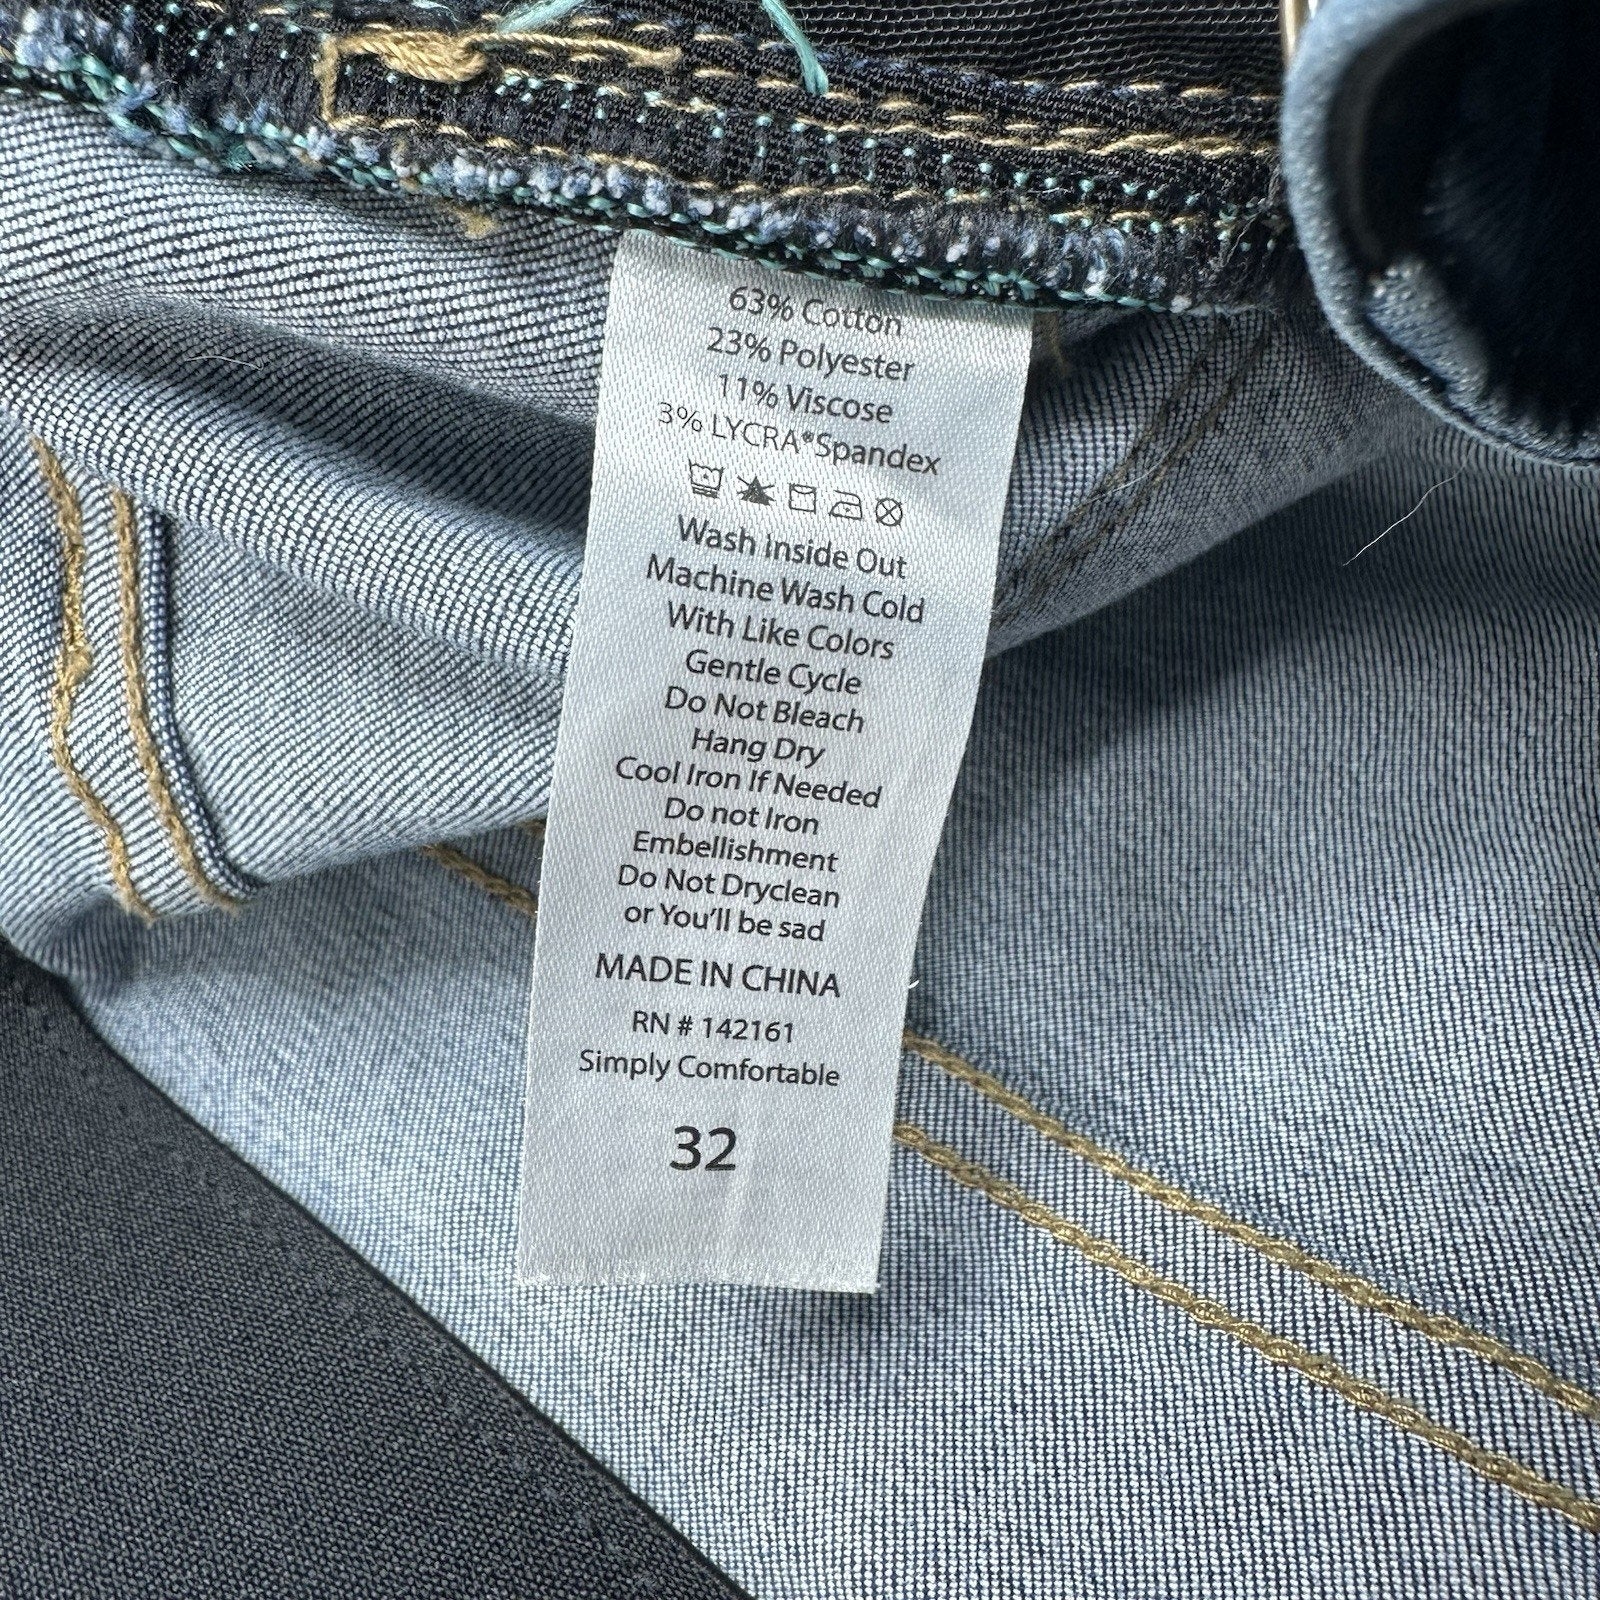 63% Cotton
23% Polyester
11% Viscose
3% LYCRA® Spandex
Wash Inside Out
Machine Wash Cold
With Like Colors
Gentle Cycle
Do Not Bleach
Hang Dry
Cool Iron If Needed
Do not Iron
Embellishment
Do Not Dryclean
or You'll be sad
MADE IN CHINA
RN # 142161
Simply Comfortable
32